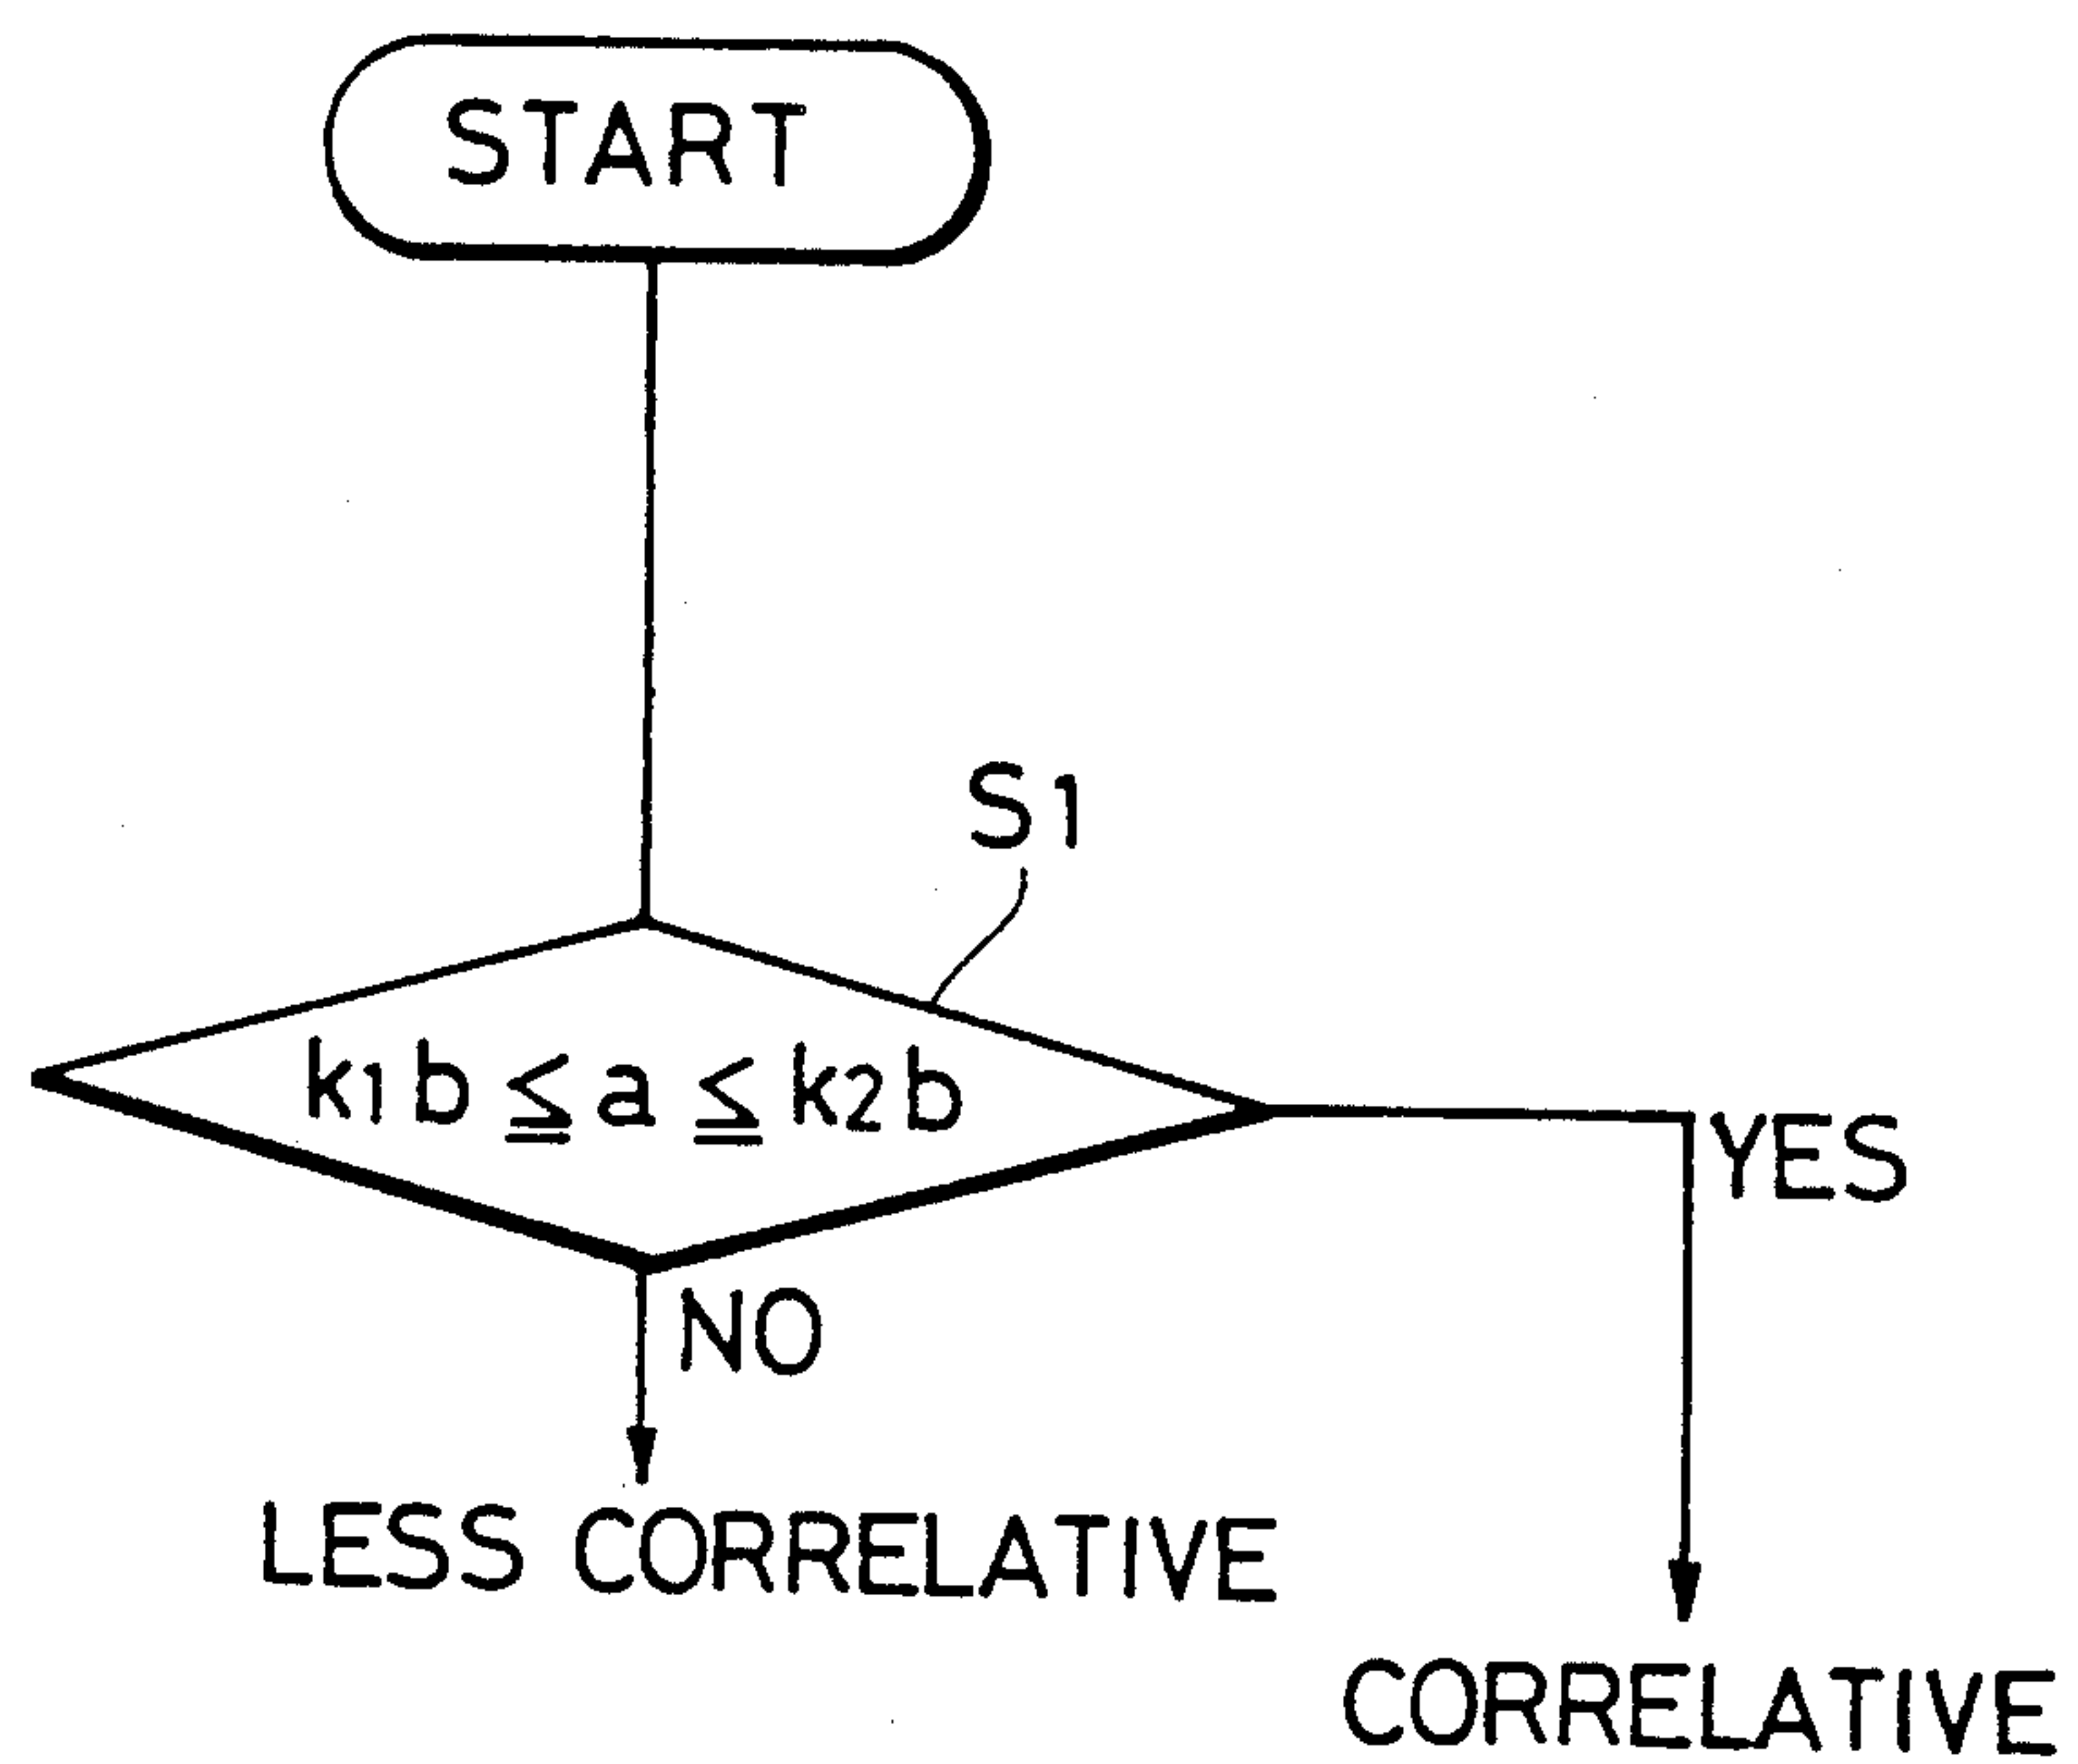 START
S1
k₁b ≦ a ≦ k₂b
YES
NO
LESS CORRELATIVE
CORRELATIVE